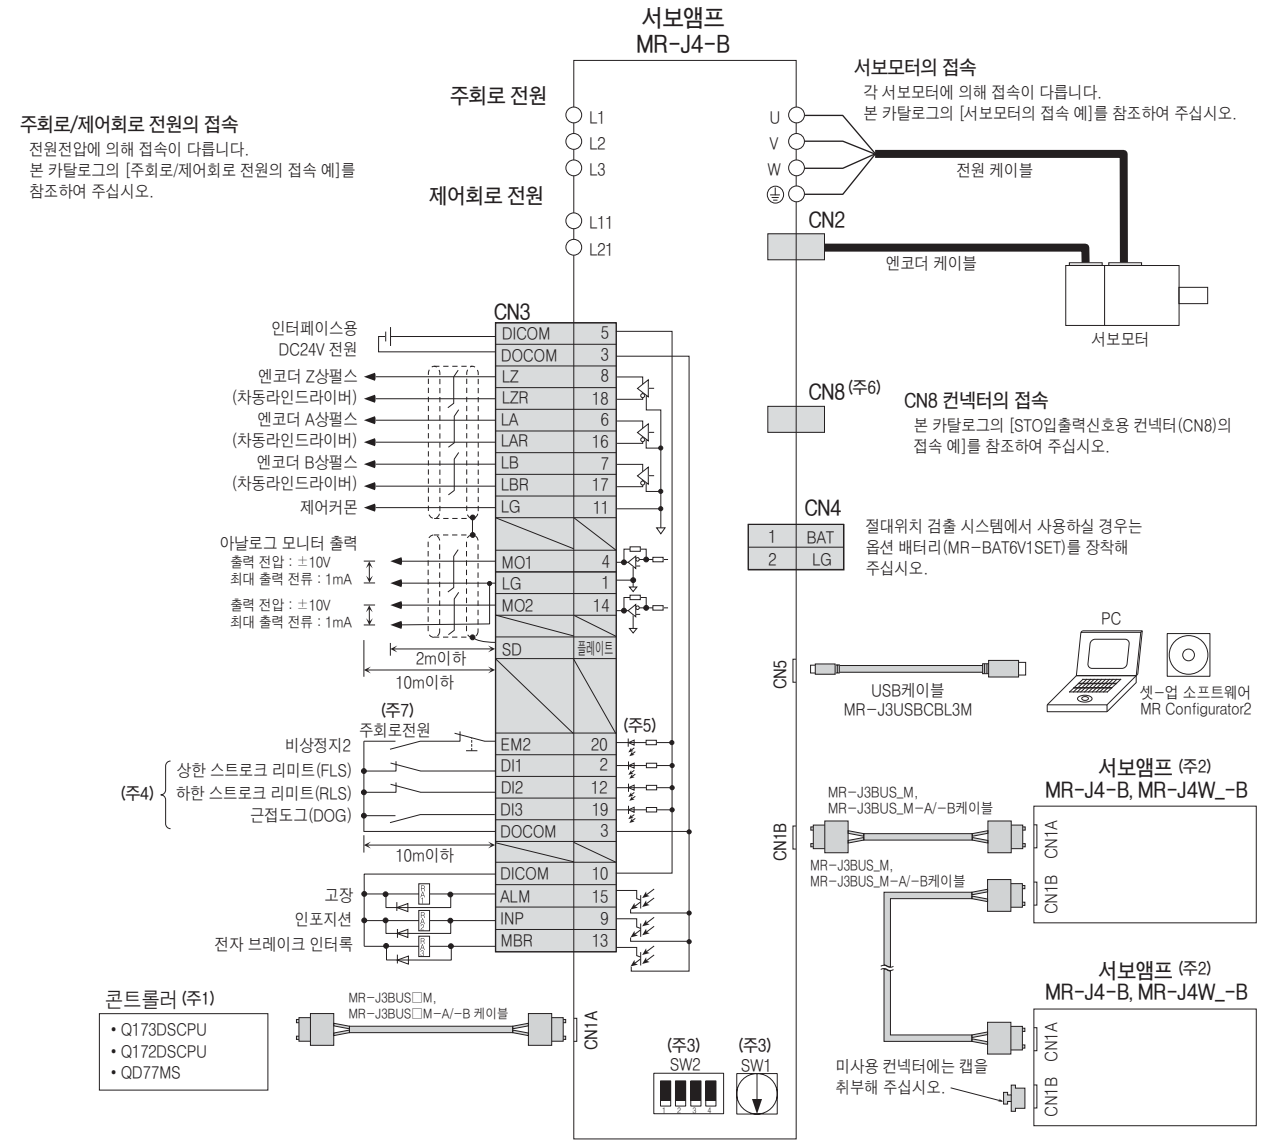 서보앰프
MR-J4-B
주회로/제어회로 전원의 접속
전원전압에 의해 접속이 다릅니다.
본 카탈로그의 [주회로/제어회로 전원의 접속 예]를
참조하여 주십시오.
주회로 전원
L1
L2
L3
제어회로 전원
L11
L21
U
V
W
서보모터의 접속
각 서보모터에 의해 접속이 다릅니다.
본 카탈로그의 [서보모터의 접속 예]를 참조하여 주십시오.
전원 케이블
CN2
엔코더 케이블
서보모터
CN3
인터페이스용
DC24V 전원
DICOM 5
DOCOM 3
엔코더 Z상펄스 LZ 8
(차동라인드라이버) LZR 18
엔코더 A상펄스 LA 6
(차동라인드라이버) LAR 16
엔코더 B상펄스 LB 7
(차동라인드라이버) LBR 17
제어커몬 LG 11
아날로그 모니터 출력
출력 전압 : ±10V
최대 출력 전류 : 1mA
출력 전압 : ±10V
최대 출력 전류 : 1mA
MO1 4
LG 1
MO2 14
SD 플레이트
2m이하
10m이하
(주7)
주회로전원
(주5)
비상정지2 EM2 20
(주4)
상한 스트로크 리미트(FLS) DI1 2
하한 스트로크 리미트(RLS) DI2 12
근접도그(DOG) DI3 19
DOCOM 3
10m이하
DICOM 10
고장 RA1 ALM 15
인포지션 RA2 INP 9
전자 브레이크 인터록 RA3 MBR 13
CN8 (주6)
CN8 컨넥터의 접속
본 카탈로그의 [STO입출력신호용 컨넥터(CN8)의
접속 예]를 참조하여 주십시오.
CN4
1 BAT
2 LG
절대위치 검출 시스템에서 사용하실 경우는
옵션 배터리(MR-BAT6V1SET)를 장착해
주십시오.
CN5
USB케이블
MR-J3USBCBL3M
PC
셋-업 소프트웨어
MR Configurator2
CN1B
MR-J3BUS_M,
MR-J3BUS_M-A/-B케이블
서보앰프 (주2)
MR-J4-B, MR-J4W_-B
CN1A
CN1B
MR-J3BUS_M,
MR-J3BUS_M-A/-B케이블
서보앰프 (주2)
MR-J4-B, MR-J4W_-B
CN1A
CN1B
미사용 컨넥터에는 캡을
취부해 주십시오.
콘트롤러 (주1)
• Q173DSCPU
• Q172DSCPU
• QD77MS
MR-J3BUS□M,
MR-J3BUS□M-A/-B 케이블
CN1A
(주3)
SW2
1 2 3 4
(주3)
SW1